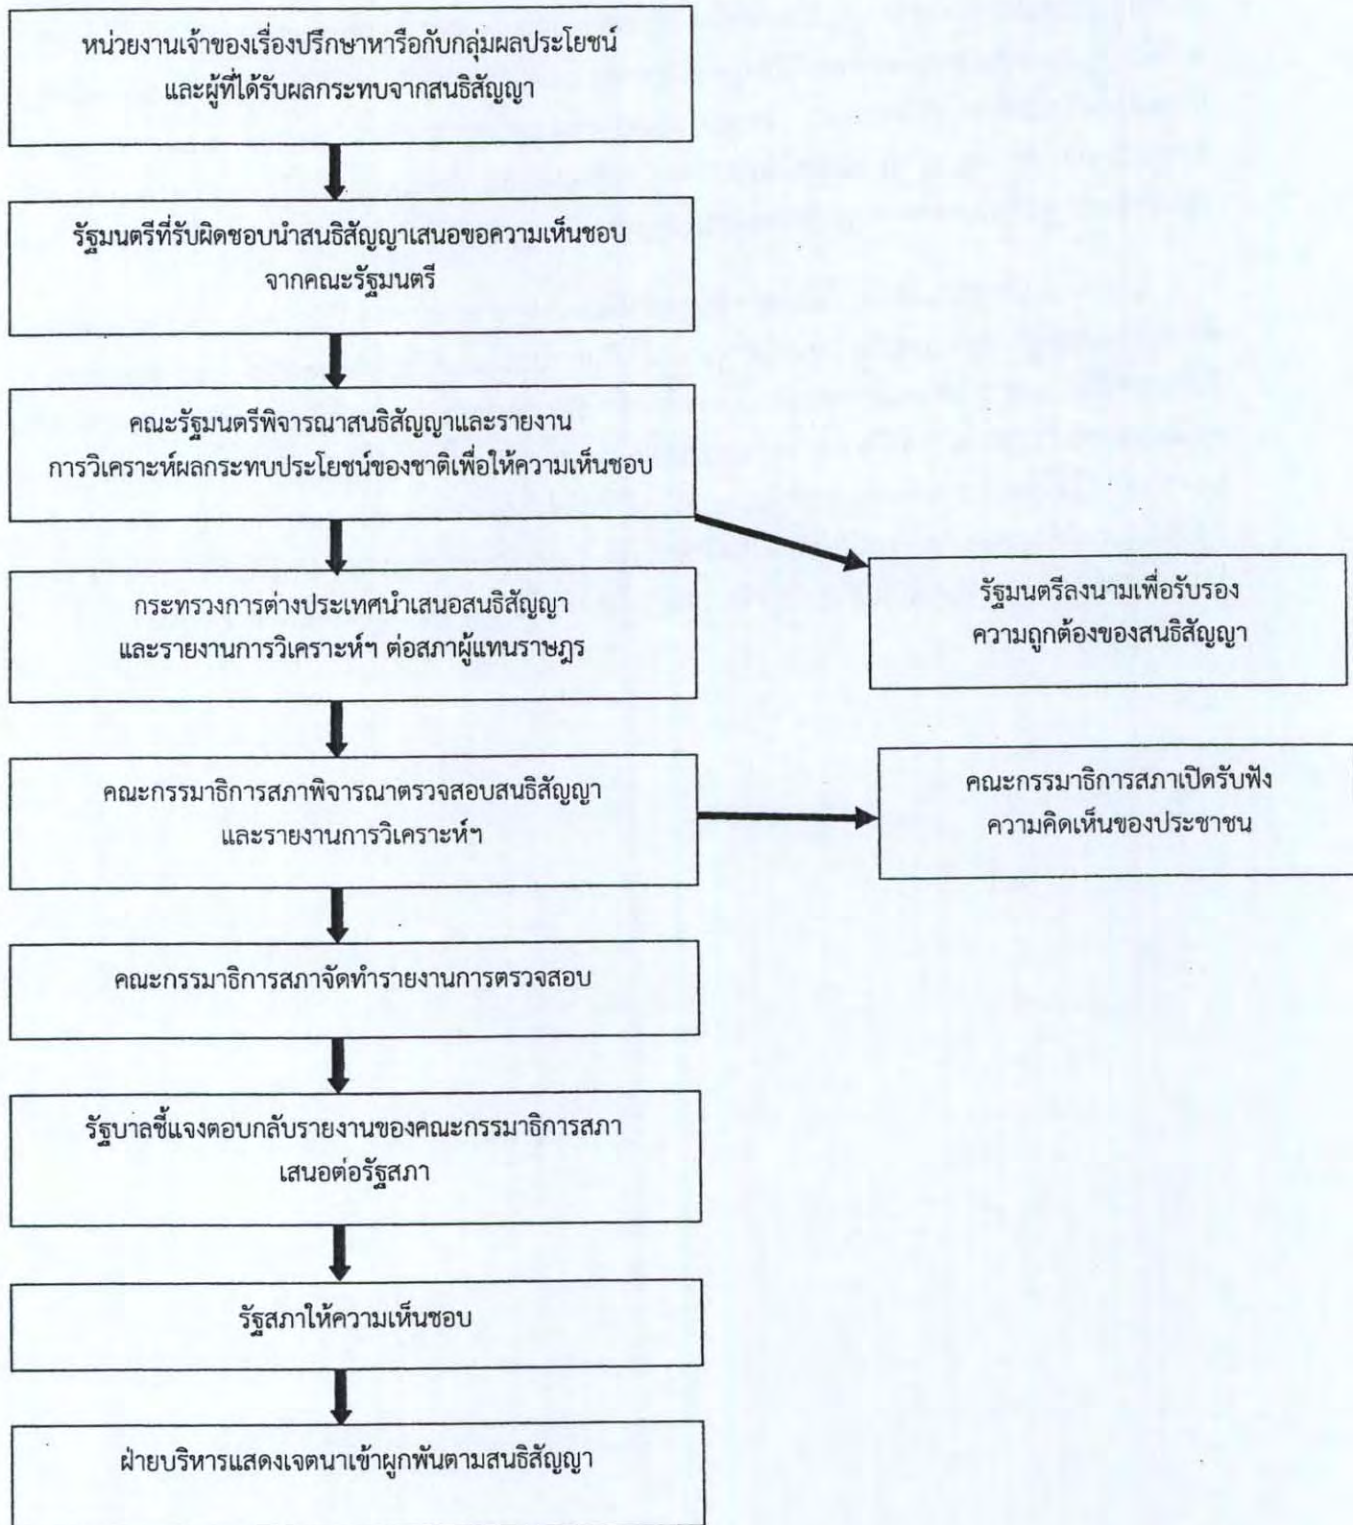 หน่วยงานเจ้าของเรื่องปรึกษาหารือกับกลุ่มผลประโยชน์
และผู้ที่ได้รับผลกระทบจากสนธิสัญญา
รัฐมนตรีที่รับผิดชอบนำสนธิสัญญาเสนอขอความเห็นชอบ
จากคณะรัฐมนตรี
คณะรัฐมนตรีพิจารณาสนธิสัญญาและรายงาน
การวิเคราะห์ผลกระทบประโยชน์ของชาติเพื่อให้ความเห็นชอบ
รัฐมนตรีลงนามเพื่อรับรอง
ความถูกต้องของสนธิสัญญา
กระทรวงการต่างประเทศนำเสนอสนธิสัญญา
และรายงานการวิเคราะห์ฯ ต่อสภาผู้แทนราษฎร
คณะกรรมาธิการสภาพิจารณาตรวจสอบสนธิสัญญา
และรายงานการวิเคราะห์ฯ
คณะกรรมาธิการสภาเปิดรับฟัง
ความคิดเห็นของประชาชน
คณะกรรมาธิการสภาจัดทำรายงานการตรวจสอบ
รัฐบาลชี้แจงตอบกลับรายงานของคณะกรรมาธิการสภา
เสนอต่อรัฐสภา
รัฐสภาให้ความเห็นชอบ
ฝ่ายบริหารแสดงเจตนาเข้าผูกพันตามสนธิสัญญา